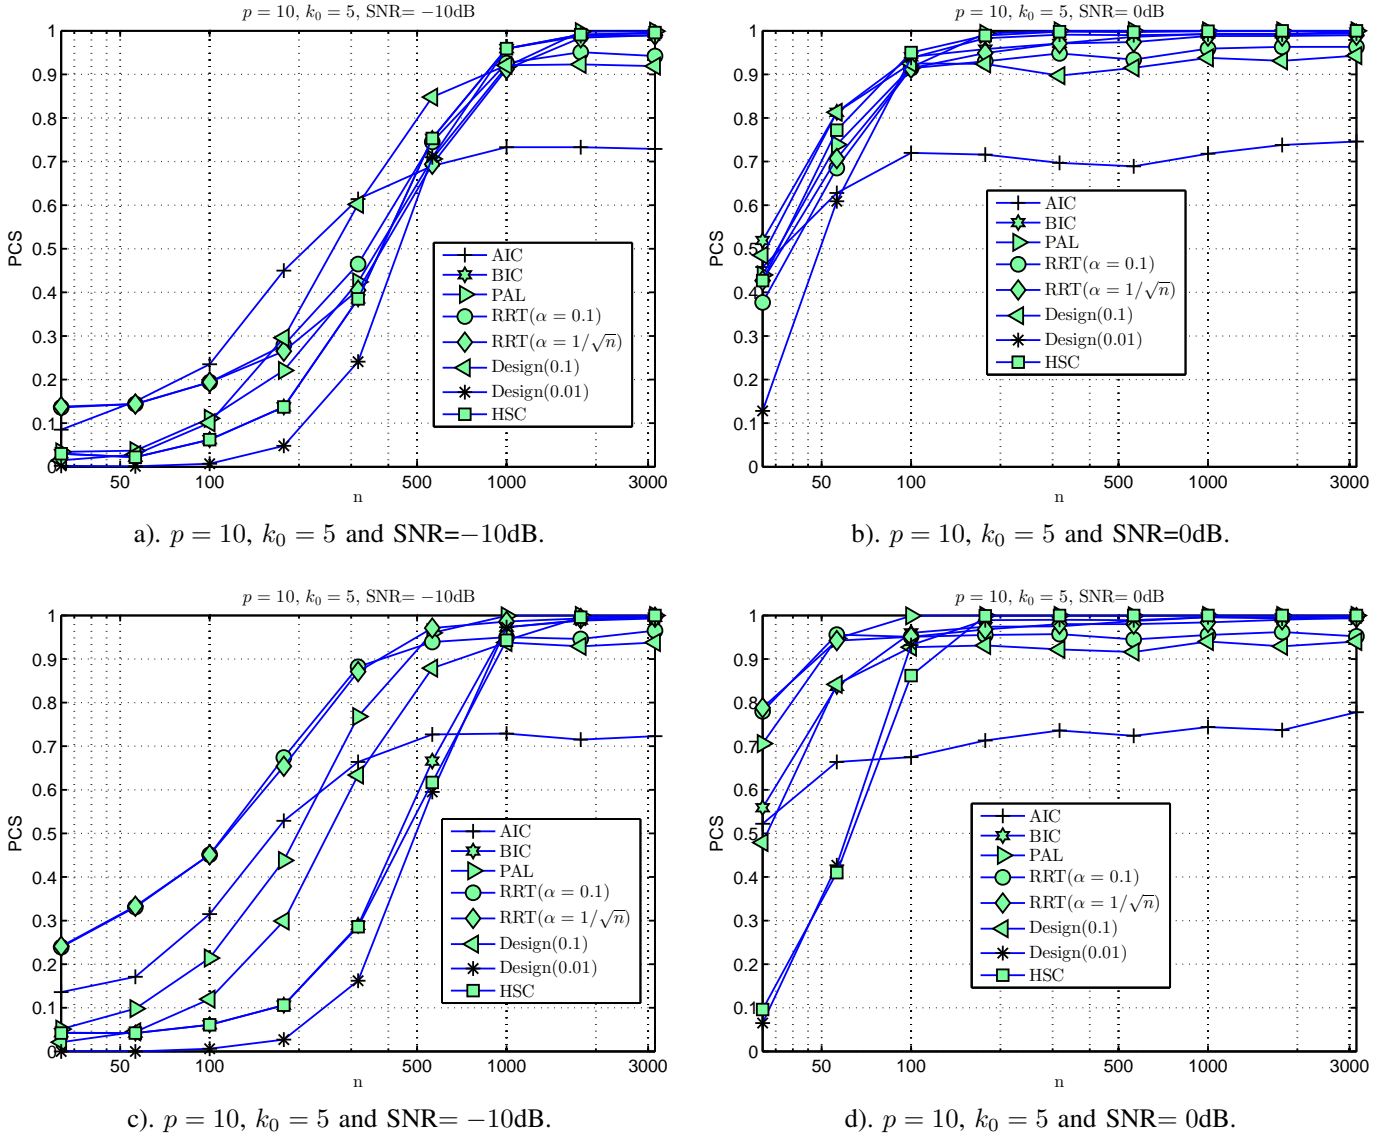 p = 10, k₀ = 5, SNR= −10dB
1
0.9
0.8
0.7
0.6
0.5
0.4
0.3
0.2
0.1
0
PCS
50
100
500
1000
3000
n
AIC
BIC
PAL
RRT(α = 0.1)
RRT(α = 1/√n)
Design(0.1)
Design(0.01)
HSC
a). p = 10, k₀ = 5 and SNR=−10dB.
p = 10, k₀ = 5, SNR= 0dB
1
0.9
0.8
0.7
0.6
0.5
0.4
0.3
0.2
0.1
0
PCS
50
100
500
1000
3000
n
AIC
BIC
PAL
RRT(α = 0.1)
RRT(α = 1/√n)
Design(0.1)
Design(0.01)
HSC
b). p = 10, k₀ = 5 and SNR=0dB.
p = 10, k₀ = 5, SNR= −10dB
1
0.9
0.8
0.7
0.6
0.5
0.4
0.3
0.2
0.1
0
PCS
50
100
500
1000
3000
n
AIC
BIC
PAL
RRT(α = 0.1)
RRT(α = 1/√n)
Design(0.1)
Design(0.01)
HSC
c). p = 10, k₀ = 5 and SNR= −10dB.
p = 10, k₀ = 5, SNR= 0dB
1
0.9
0.8
0.7
0.6
0.5
0.4
0.3
0.2
0.1
0
PCS
50
100
500
1000
3000
n
AIC
BIC
PAL
RRT(α = 0.1)
RRT(α = 1/√n)
Design(0.1)
Design(0.01)
HSC
d). p = 10, k₀ = 5 and SNR= 0dB.